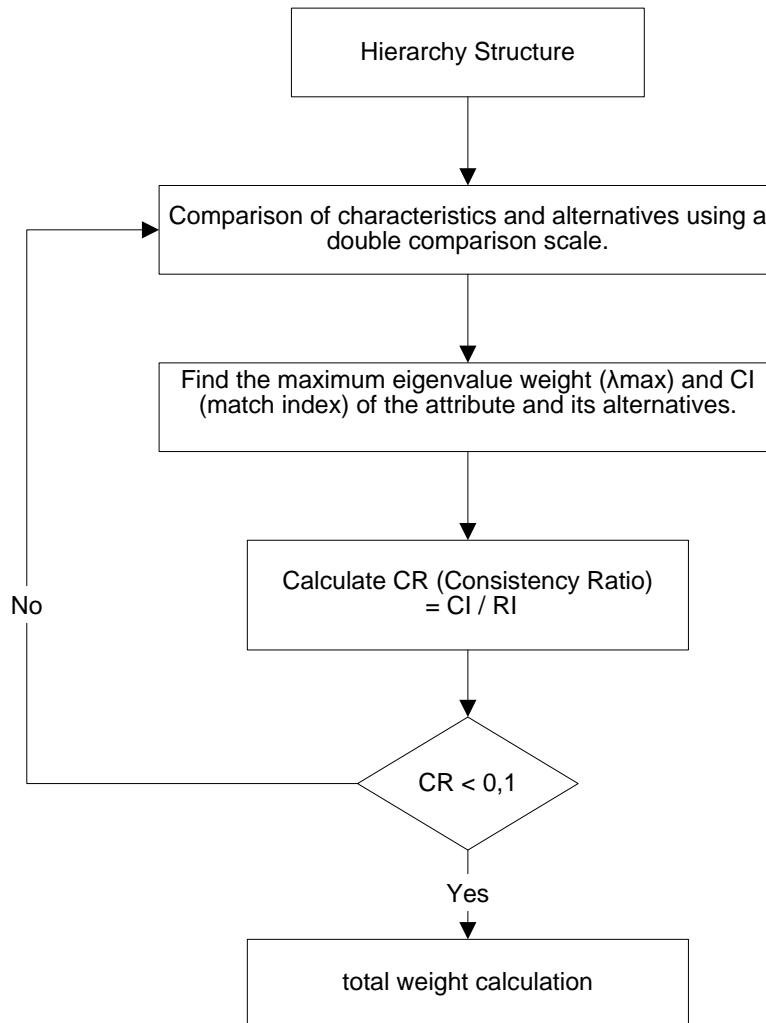 Hierarchy Structure
Comparison of characteristics and alternatives using a
double comparison scale.
Find the maximum eigenvalue weight (λmax) and CI
(match index) of the attribute and its alternatives.
Calculate CR (Consistency Ratio)
= CI / RI
No
CR < 0,1
Yes
total weight calculation